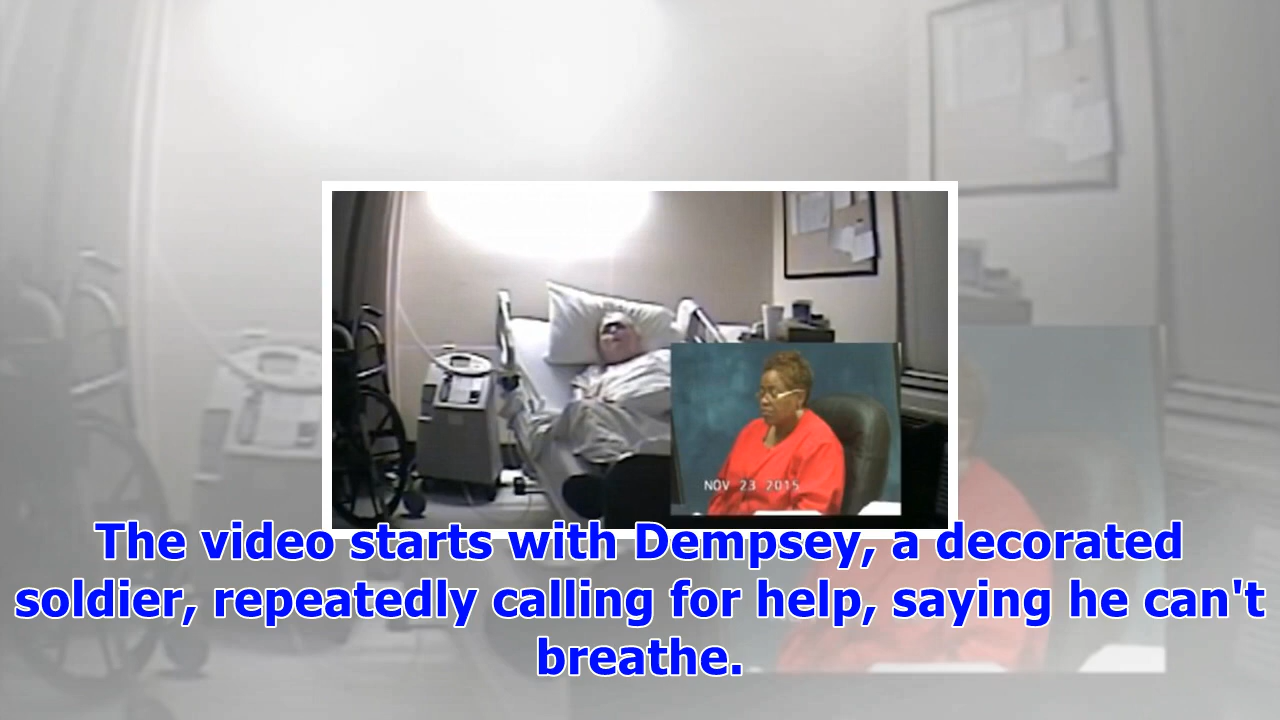 NOV 23 2015
The video starts with Dempsey, a decorated
soldier, repeatedly calling for help, saying he can't
breathe.